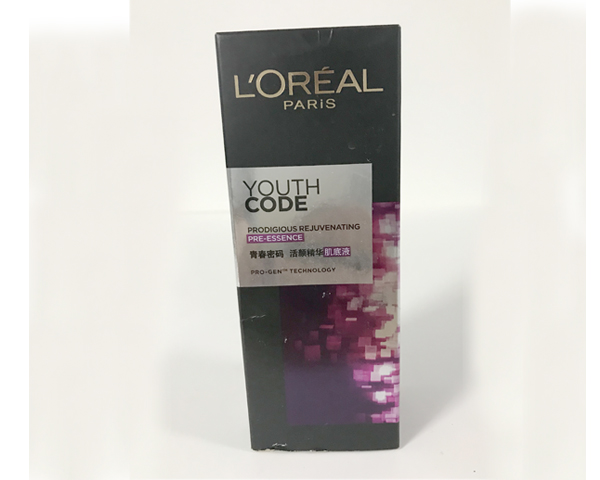 L'ORÉAL
PARiS
YOUTH
CODE
PRODIGIOUS REJUVENATING
PRE-ESSENCE
青春密码 活颜精华肌底液
PRO-GEN™ TECHNOLOGY